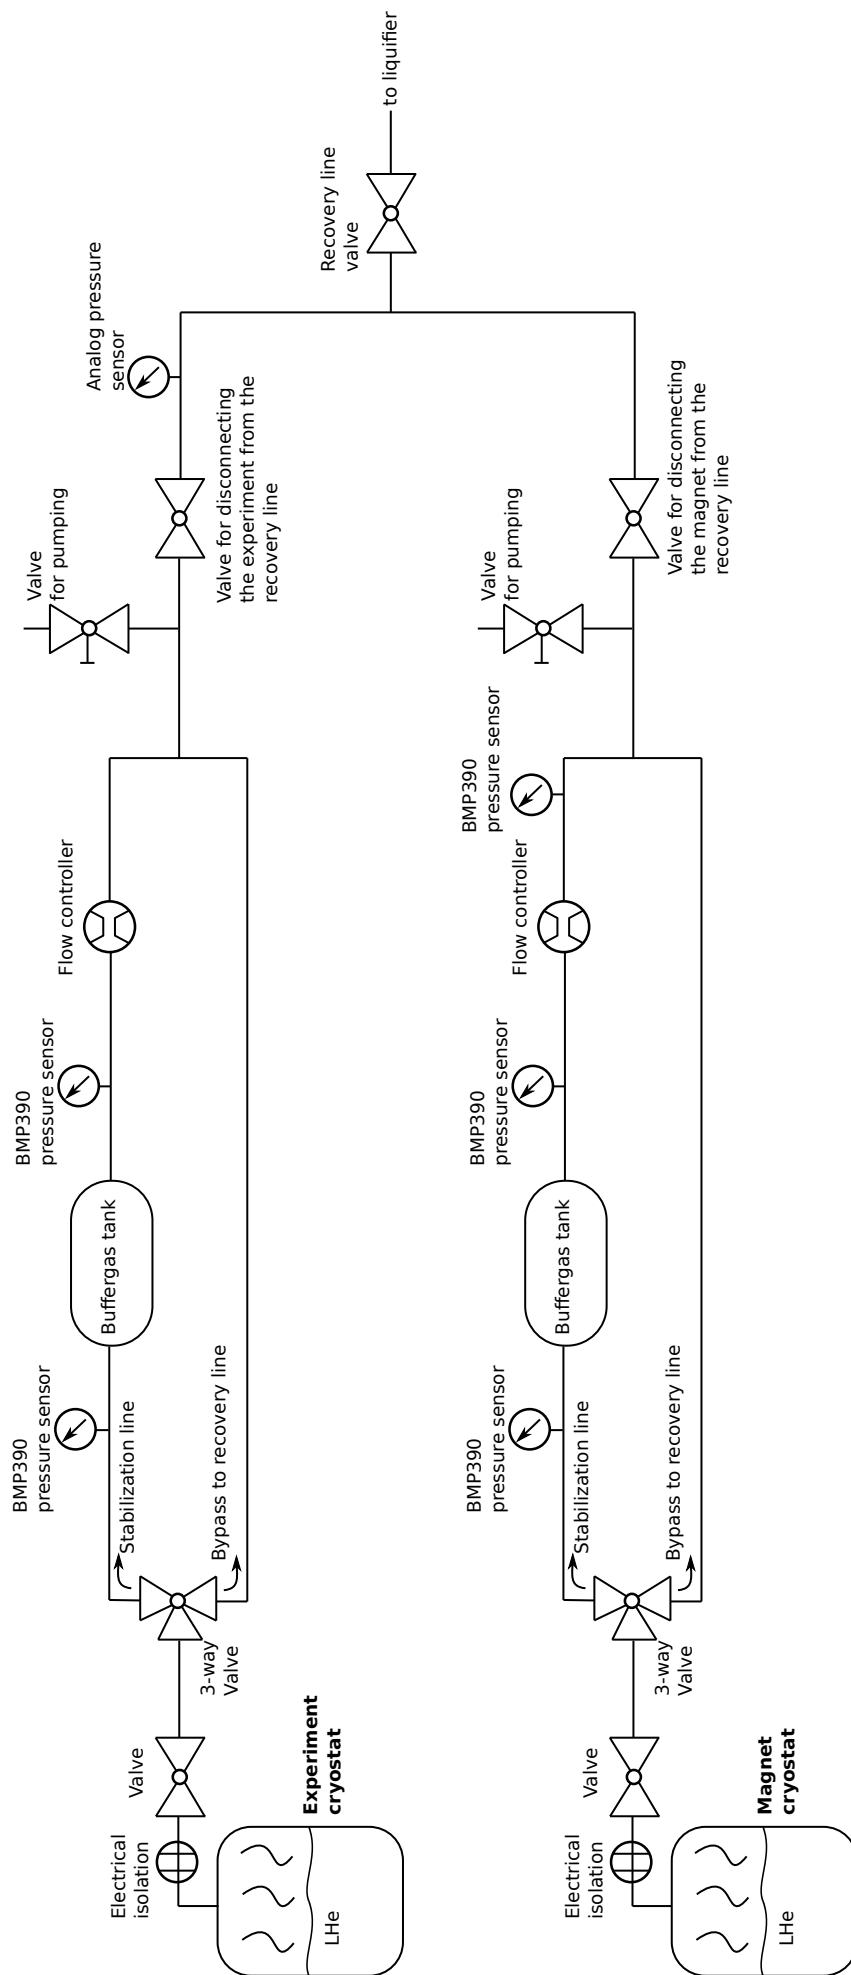 to liquifier
Recovery line
valve
Analog pressure
sensor
Valve for disconnecting
the experiment from the
recovery line
Valve
for pumping
Flow controller
BMP390
pressure sensor
Buffergas tank
BMP390
pressure sensor
Stabilization line
Bypass to recovery line
3-way
Valve
Valve
Electrical
isolation
Experiment
cryostat
LHe
Valve for disconnecting
the magnet from the
recovery line
Valve
for pumping
BMP390
pressure sensor
Flow controller
BMP390
pressure sensor
Buffergas tank
BMP390
pressure sensor
Stabilization line
Bypass to recovery line
3-way
Valve
Valve
Electrical
isolation
Magnet
cryostat
LHe